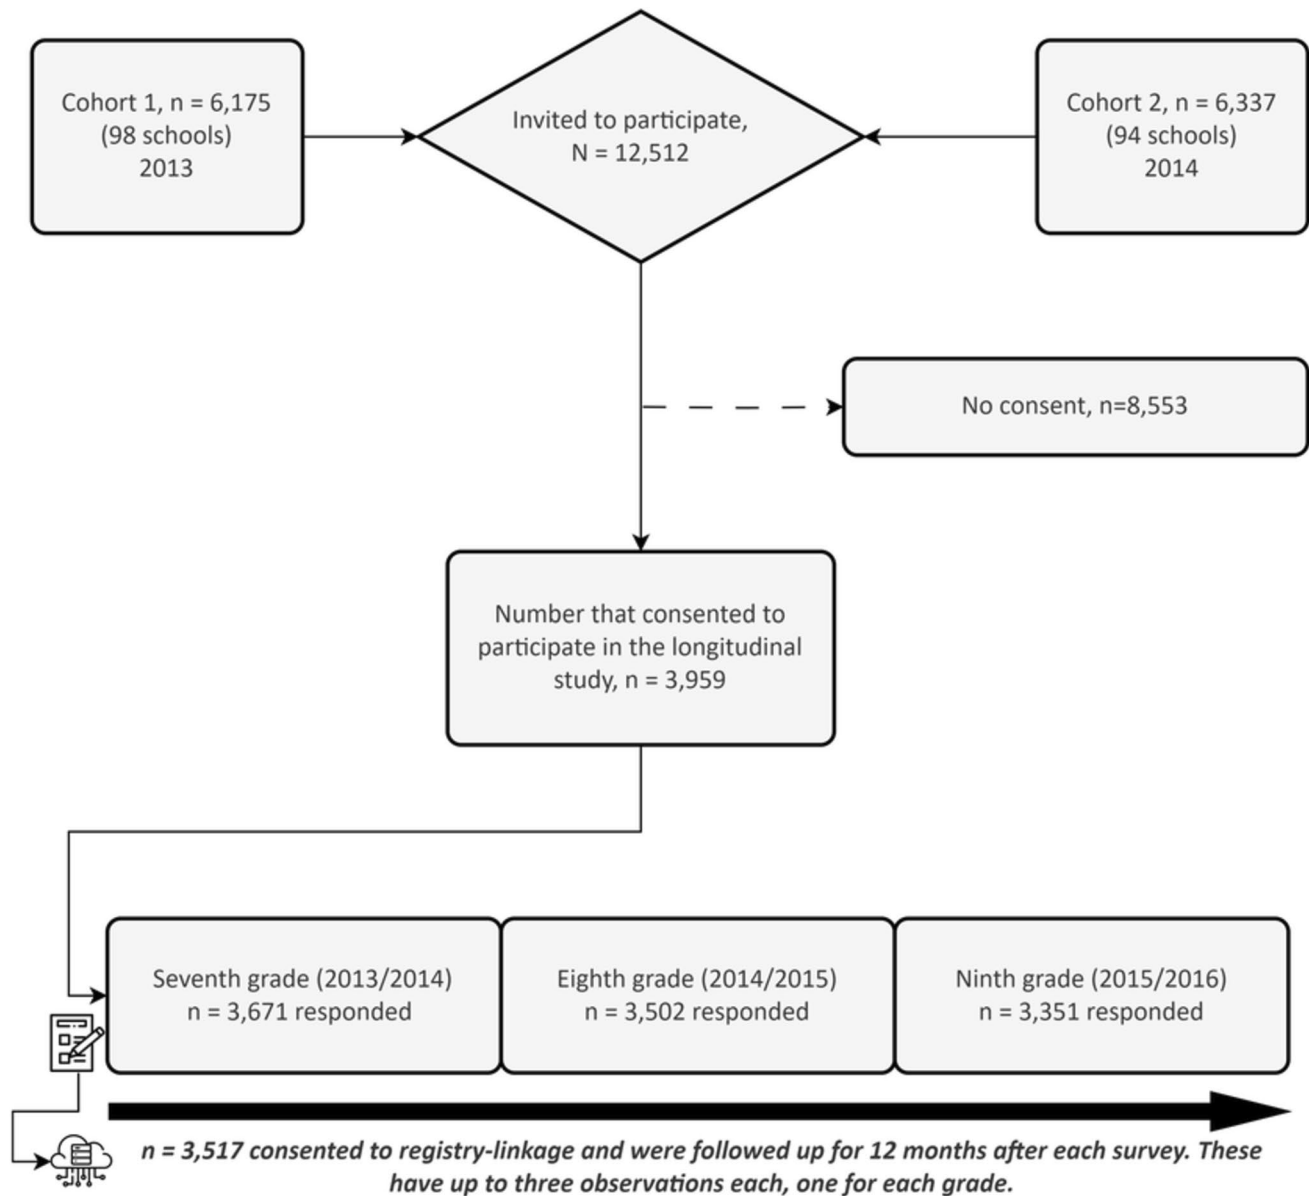 Cohort 1, n = 6,175
(98 schools)
2013
Invited to participate,
N = 12,512
Cohort 2, n = 6,337
(94 schools)
2014
No consent, n=8,553
Number that consented to
participate in the longitudinal
study, n = 3,959
Seventh grade (2013/2014)
n = 3,671 responded
Eighth grade (2014/2015)
n = 3,502 responded
Ninth grade (2015/2016)
n = 3,351 responded
n = 3,517 consented to registry-linkage and were followed up for 12 months after each survey. These
have up to three observations each, one for each grade.